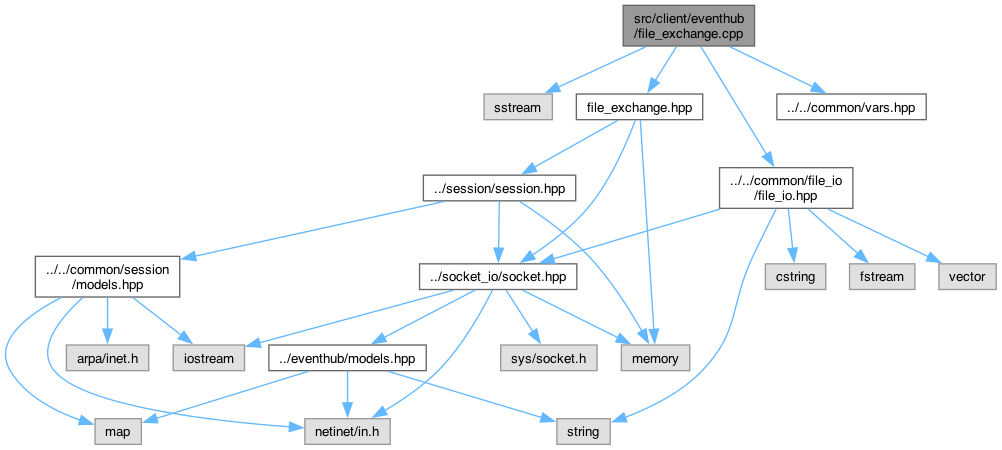 src/client/eventhub
/file_exchange.cpp
sstream
file_exchange.hpp
../../common/vars.hpp
../session/session.hpp
../../common/file_io
/file_io.hpp
../../common/session
/models.hpp
../socket_io/socket.hpp
cstring
fstream
vector
arpa/inet.h
iostream
../eventhub/models.hpp
sys/socket.h
memory
map
netinet/in.h
string